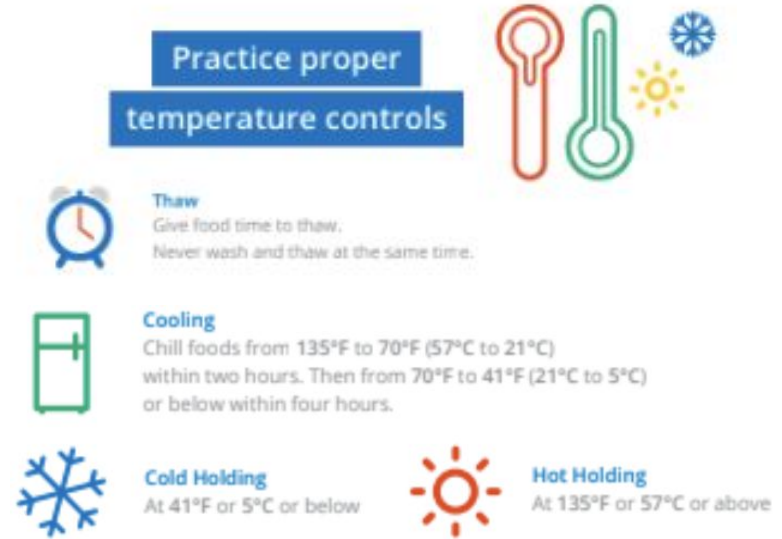 Practice proper
temperature controls
Thaw
Give food time to thaw.
Never wash and thaw at the same time.
Cooling
Chill foods from 135°F to 70°F (57°C to 21°C)
within two hours. Then from 70°F to 41°F (21°C to 5°C)
or below within four hours.
Cold Holding
At 41°F or 5°C or below
Hot Holding
At 135°F or 57°C or above